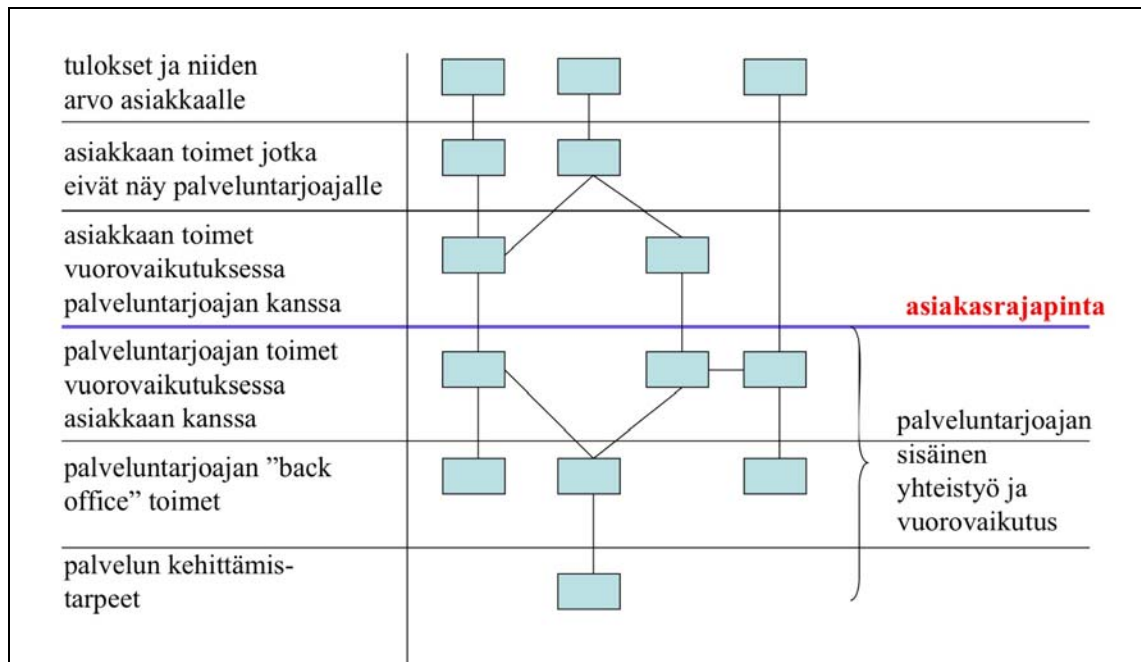 tulokset ja niiden
arvo asiakkaalle
asiakkaan toimet jotka
eivät näy palveluntarjoajalle
asiakkaan toimet
vuorovaikutuksessa
palveluntarjoajan kanssa
asiakasrajapinta
palveluntarjoajan toimet
vuorovaikutuksessa
asiakkaan kanssa
palveluntarjoajan ”back
office” toimet
palvelun kehittämis-
tarpeet
palveluntarjoajan
sisäinen
yhteistyö ja
vuorovaikutus